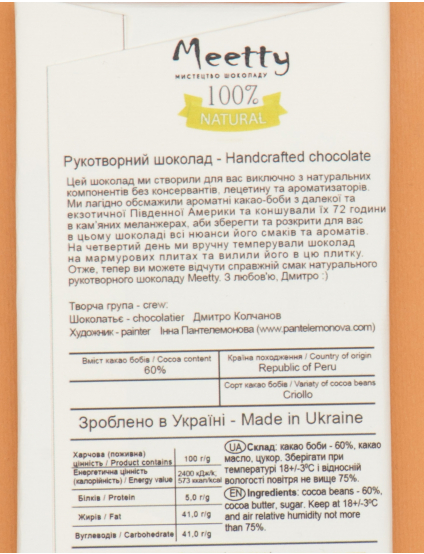 Meetty
МИСТЕЦТВО ШОКОЛАДУ
100%
NATURAL
Рукотворний шоколад - Handcrafted chocolate
Цей шоколад ми створили для вас виключно з натуральних
компонентів без консервантів, лецетину та ароматизаторів.
Ми лагідно обсмажили ароматні какао-боби з далекої та
екзотичної Південної Америки та коншували їх 72 години
в кам'яних меланжерах, аби зберегти та розкрити для вас
в цьому шоколаді всі нюанси його смаків та ароматів.
На четвертий день ми вручну темперували шоколад
на мармурових плитах та вилили його в цю плитку.
Отже, тепер ви можете відчути справжній смак натурального
рукотворного шоколаду Meetty. З любов'ю, Дмитро :)
Творча група - crew:
Шоколатьє - chocolatier Дмитро Колчанов
Художник - painter Інна Пантелемонова (www.pantelemonova.com)
Вміст какао бобів / Cocoa content
60%
Країна походження / Country of origin
Republic of Peru
Сорт какао бобів / Variaty of cocoa beans
Criollo
Зроблено в Україні - Made in Ukraine
Харчова (поживна)
цінність / Product contains
100 г/g
Енергетична цінність
(калорійність) / Energy value
2400 кДж/k;
573 ккал/kcal
Білків / Protein
5,0 г/g
Жирів / Fat
41,0 г/g
Вуглеводів / Carbohedrate
41,0 г/g
UA Склад: какао боби - 60%, какао
масло, цукор. Зберігати при
температурі 18+/-3ºС і відносній
вологості повітря не вище 75%.
EN Ingredients: cocoa beans - 60%,
cocoa butter, sugar. Keep at 18+/-3ºC
and air relative humidity not more
than 75%.